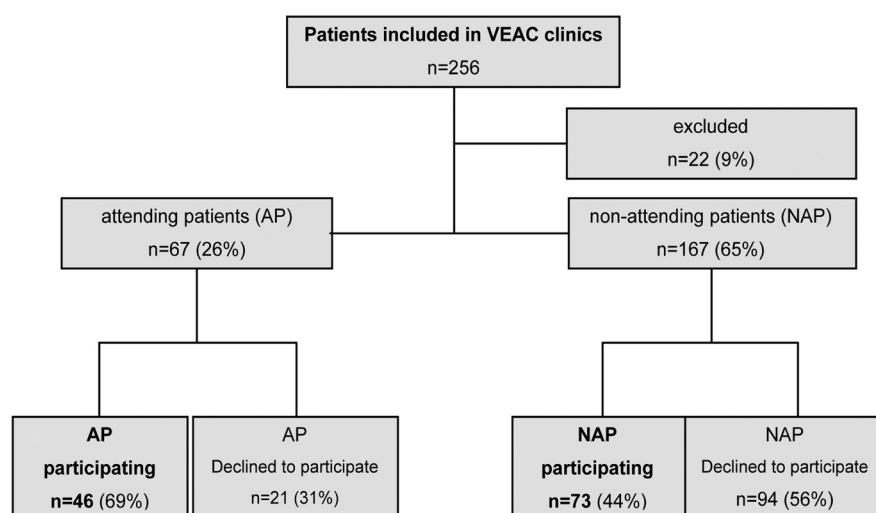 Patients included in VEAC clinics
n=256
excluded
n=22 (9%)
attending patients (AP)
n=67 (26%)
non-attending patients (NAP)
n=167 (65%)
AP
participating
n=46 (69%)
AP
Declined to participate
n=21 (31%)
NAP
participating
n=73 (44%)
NAP
Declined to participate
n=94 (56%)